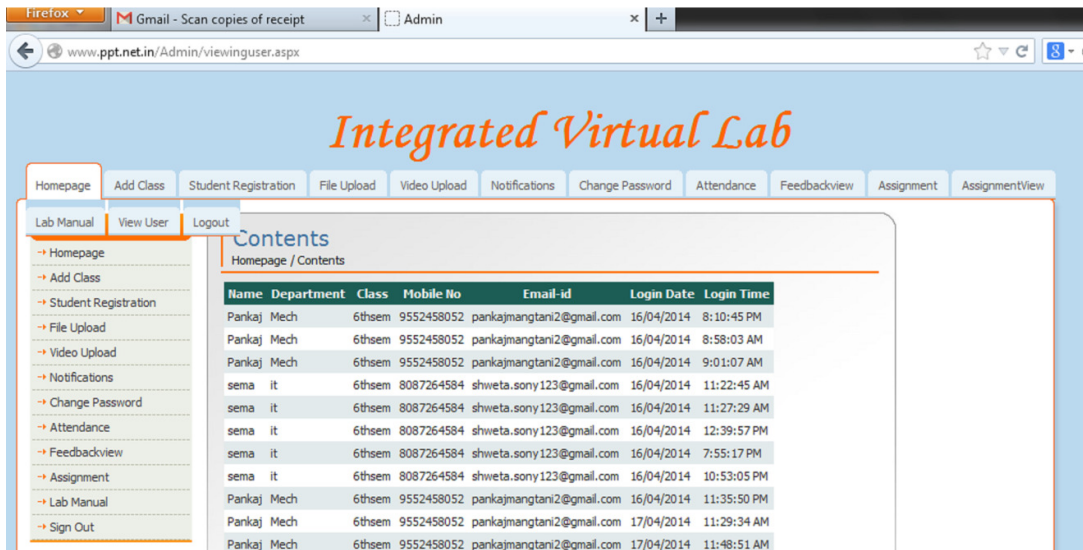 Firefox
Gmail - Scan copies of receipt
Admin
www.ppt.net.in/Admin/viewinguser.aspx
Integrated Virtual Lab
Homepage Add Class Student Registration File Upload Video Upload Notifications Change Password Attendance Feedbackview Assignment AssignmentView
Lab Manual View User Logout
Contents
Homepage / Contents
Homepage
Add Class
Student Registration
File Upload
Video Upload
Notifications
Change Password
Attendance
Feedbackview
Assignment
Lab Manual
Sign Out
Name Department Class Mobile No Email-id Login Date Login Time
Pankaj Mech 6thsem 9552458052 pankajmangtani2@gmail.com 16/04/2014 8:10:45 PM
Pankaj Mech 6thsem 9552458052 pankajmangtani2@gmail.com 16/04/2014 8:58:03 AM
Pankaj Mech 6thsem 9552458052 pankajmangtani2@gmail.com 16/04/2014 9:01:07 AM
sema it 6thsem 8087264584 shweta.sony123@gmail.com 16/04/2014 11:22:45 AM
sema it 6thsem 8087264584 shweta.sony123@gmail.com 16/04/2014 11:27:29 AM
sema it 6thsem 8087264584 shweta.sony123@gmail.com 16/04/2014 12:39:57 PM
sema it 6thsem 8087264584 shweta.sony123@gmail.com 16/04/2014 7:55:17 PM
sema it 6thsem 8087264584 shweta.sony123@gmail.com 16/04/2014 10:53:05 PM
Pankaj Mech 6thsem 9552458052 pankajmangtani2@gmail.com 16/04/2014 11:35:50 PM
Pankaj Mech 6thsem 9552458052 pankajmangtani2@gmail.com 17/04/2014 11:29:34 AM
Pankaj Mech 6thsem 9552458052 pankajmangtani2@gmail.com 17/04/2014 11:48:51 AM